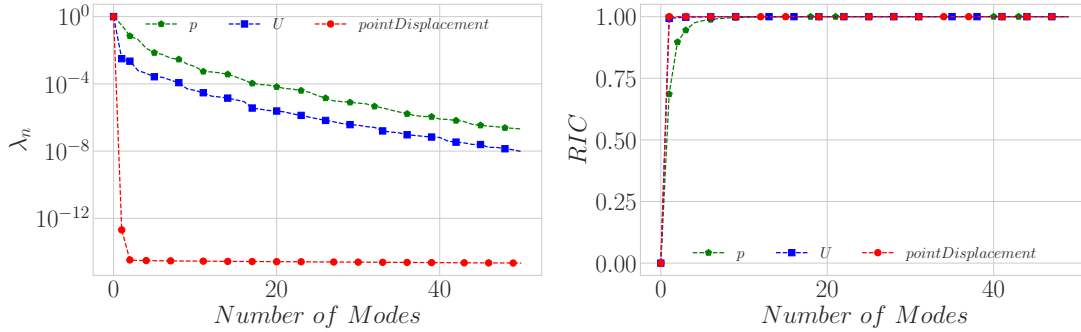 10^0
10^{-4}
10^{-8}
10^{-12}
λ_n
p U pointDisplacement
0 20 40
Number of Modes
1.00
0.75
0.50
0.25
0.00
RIC
p U pointDisplacement
0 20 40
Number of Modes